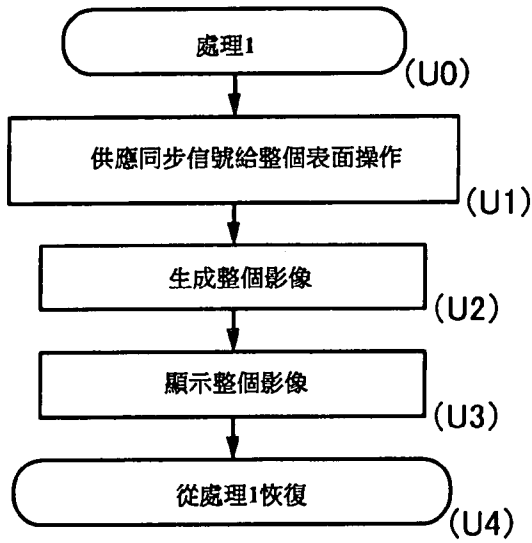 處理1
(U0)
供應同步信號給整個表面操作
(U1)
生成整個影像
(U2)
顯示整個影像
(U3)
從處理1恢復
(U4)